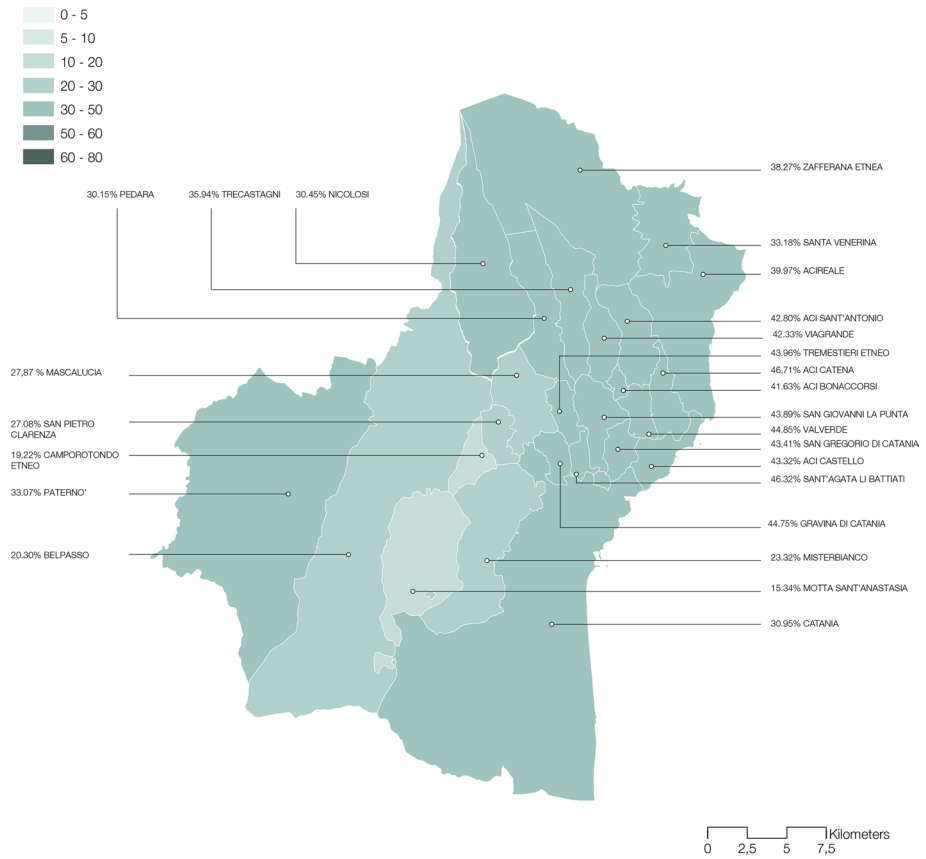 0 - 5
5 - 10
10 - 20
20 - 30
30 - 50
50 - 60
60 - 80
30.15% PEDARA
35.94% TRECASTAGNI
30.45% NICOLOSI
27,87 % MASCALUCIA
27.08% SAN PIETRO
CLARENZA
19.22% CAMPOROTONDO
ETNEO
33.07% PATERNO'
20.30% BELPASSO
38.27% ZAFFERANA ETNEA
33.18% SANTA VENERINA
39.97% ACIREALE
42.80% ACI SANT'ANTONIO
42.33% VIAGRANDE
43.96% TREMESTIERI ETNEO
46.71% ACI CATENA
41.63% ACI BONACCORSI
43.89% SAN GIOVANNI LA PUNTA
44.85% VALVERDE
43.41% SAN GREGORIO DI CATANIA
43.32% ACI CASTELLO
46.32% SANT'AGATA LI BATTIATI
44.75% GRAVINA DI CATANIA
23.32% MISTERBIANCO
15.34% MOTTA SANT'ANASTASIA
30.95% CATANIA
Kilometers
0 2,5 5 7,5